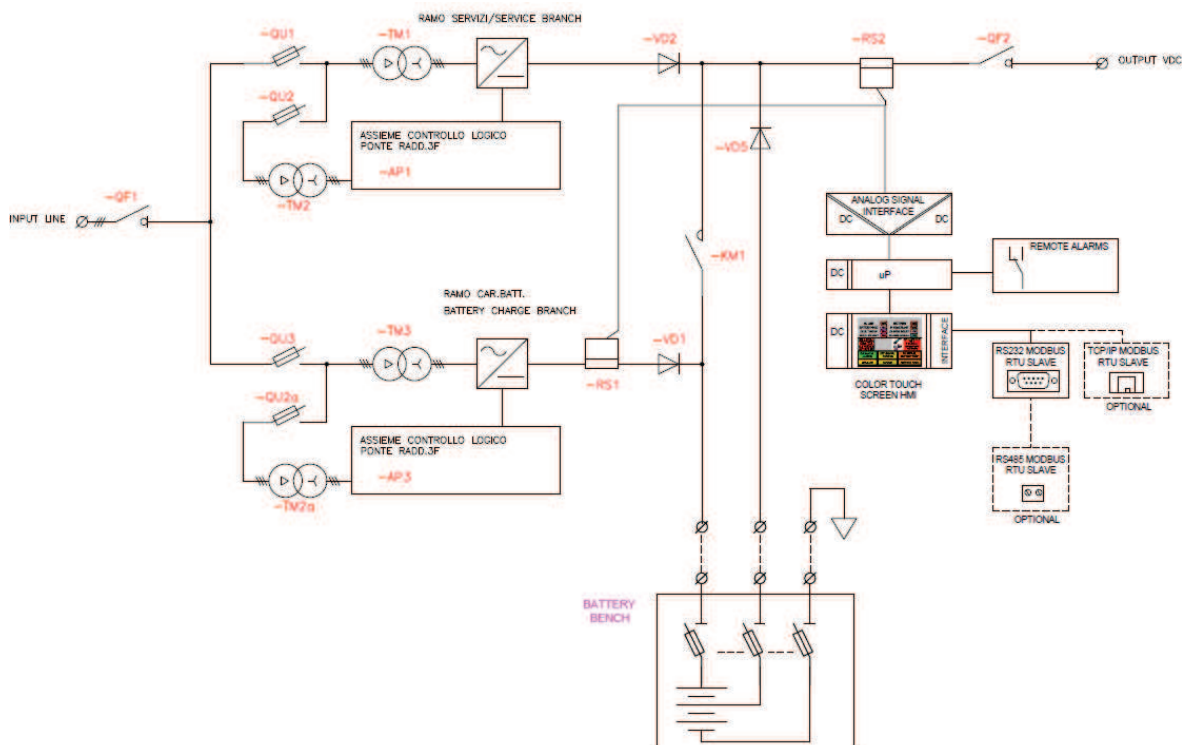 RAMO SERVIZI/SERVICE BRANCH
-QU1
-TM1
-VD2
-RS2
-QF2
OUTPUT VDC
-QU2
ASSIEME CONTROLLO LOGICO
PONTE RADD.3F
-AP1
-TM2
-VD5
-QF1
INPUT LINE
ANALOG SIGNAL
INTERFACE
DC
DC
-KM1
DC
uP
REMOTE ALARMS
RAMO CAR.BATT.
BATTERY CHARGE BRANCH
-QU3
-TM3
-RS1
-VD1
DC
INTERFACE
COLOR TOUCH
SCREEN HMI
RS232 MODBUS
RTU SLAVE
TCP/IP MODBUS
RTU SLAVE
OPTIONAL
-QU2a
ASSIEME CONTROLLO LOGICO
PONTE RADD.3F
-AP3
-TM2a
RS485 MODBUS
RTU SLAVE
OPTIONAL
BATTERY
BENCH